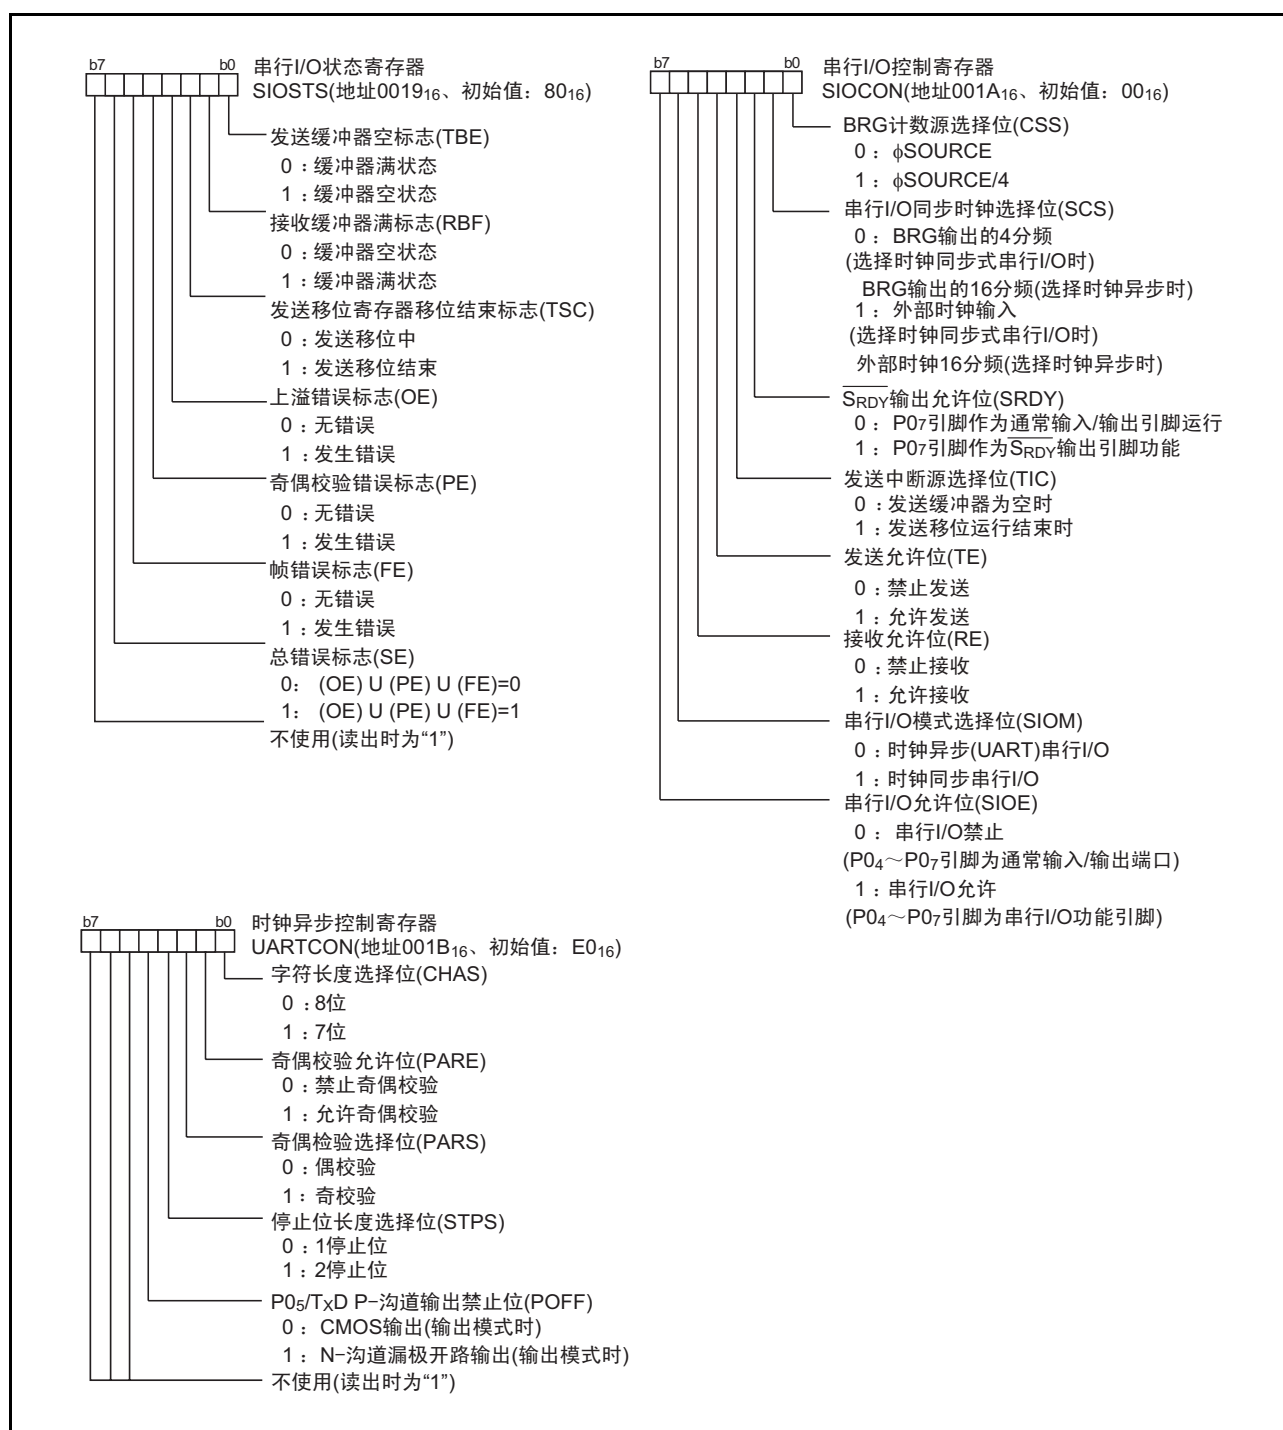 b7 b0 串行I/O状态寄存器
SIOSTS(地址0019₁₆、初始值：80₁₆)
发送缓冲器空标志(TBE)
0：缓冲器满状态
1：缓冲器空状态
接收缓冲器满标志(RBF)
0：缓冲器空状态
1：缓冲器满状态
发送移位寄存器移位结束标志(TSC)
0：发送移位中
1：发送移位结束
上溢错误标志(OE)
0：无错误
1：发生错误
奇偶校验错误标志(PE)
0：无错误
1：发生错误
帧错误标志(FE)
0：无错误
1：发生错误
总错误标志(SE)
0： (OE) U (PE) U (FE)=0
1： (OE) U (PE) U (FE)=1
不使用(读出时为“1”)
b7 b0 串行I/O控制寄存器
SIOCON(地址001A₁₆、初始值：00₁₆)
BRG计数源选择位(CSS)
0： ϕSOURCE
1： ϕSOURCE/4
串行I/O同步时钟选择位(SCS)
0： BRG输出的4分频
(选择时钟同步式串行I/O时)
BRG输出的16分频(选择时钟异步时)
1：外部时钟输入
(选择时钟同步式串行I/O时)
外部时钟16分频(选择时钟异步时)
S̅R̅D̅Y̅输出允许位(SRDY)
0： P0₇引脚作为通常输入/输出引脚运行
1： P0₇引脚作为S̅R̅D̅Y̅输出引脚功能
发送中断源选择位(TIC)
0：发送缓冲器为空时
1：发送移位运行结束时
发送允许位(TE)
0：禁止发送
1：允许发送
接收允许位(RE)
0：禁止接收
1：允许接收
串行I/O模式选择位(SIOM)
0：时钟异步(UART)串行I/O
1：时钟同步串行I/O
串行I/O允许位(SIOE)
0： 串行I/O禁止
(P0₄～P0₇引脚为通常输入/输出端口)
1：串行I/O允许
(P0₄～P0₇引脚为串行I/O功能引脚)
b7 b0 时钟异步控制寄存器
UARTCON(地址001B₁₆、初始值：E0₁₆)
字符长度选择位(CHAS)
0：8位
1：7位
奇偶校验允许位(PARE)
0：禁止奇偶校验
1：允许奇偶校验
奇偶检验选择位(PARS)
0：偶校验
1：奇校验
停止位长度选择位(STPS)
0：1停止位
1：2停止位
P0₅/TₓD P−沟道输出禁止位(POFF)
0： CMOS输出(输出模式时)
1： N−沟道漏极开路输出(输出模式时)
不使用(读出时为“1”)